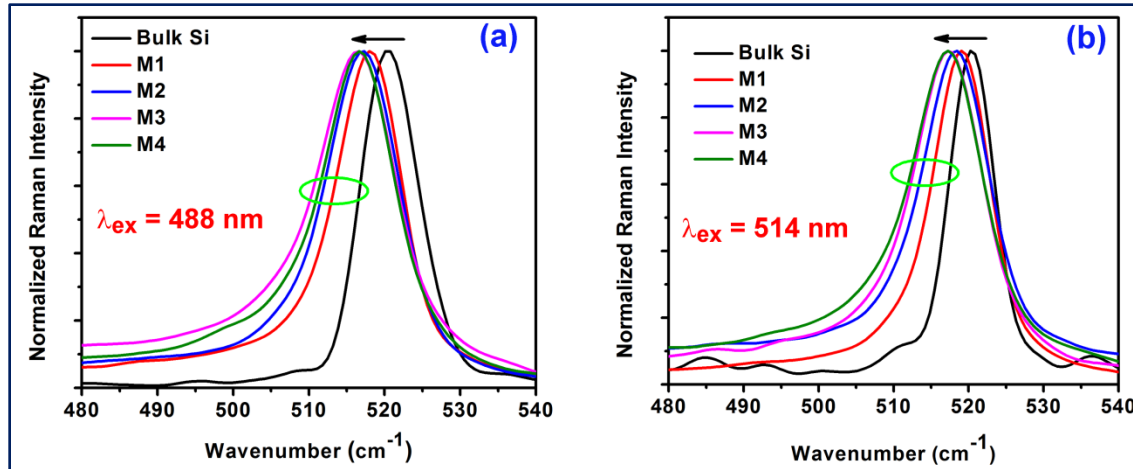 (a)
Bulk Si
M1
M2
M3
M4
λex = 488 nm
Normalized Raman Intensity
480 490 500 510 520 530 540
Wavenumber (cm⁻¹)
(b)
Bulk Si
M1
M2
M3
M4
λex = 514 nm
Normalized Raman Intensity
480 490 500 510 520 530 540
Wavenumber (cm⁻¹)